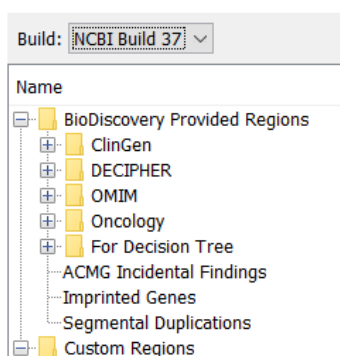 Build: NCBI Build 37
Name
BioDiscovery Provided Regions
ClinGen
DECIPHER
OMIM
Oncology
For Decision Tree
ACMG Incidental Findings
Imprinted Genes
Segmental Duplications
Custom Regions